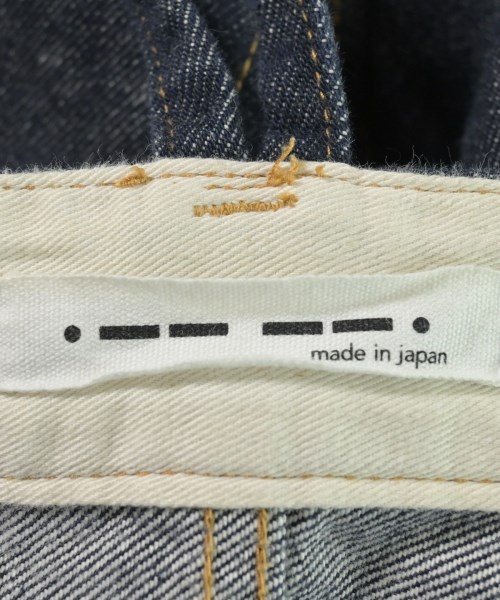 • — — — — •
made in japan